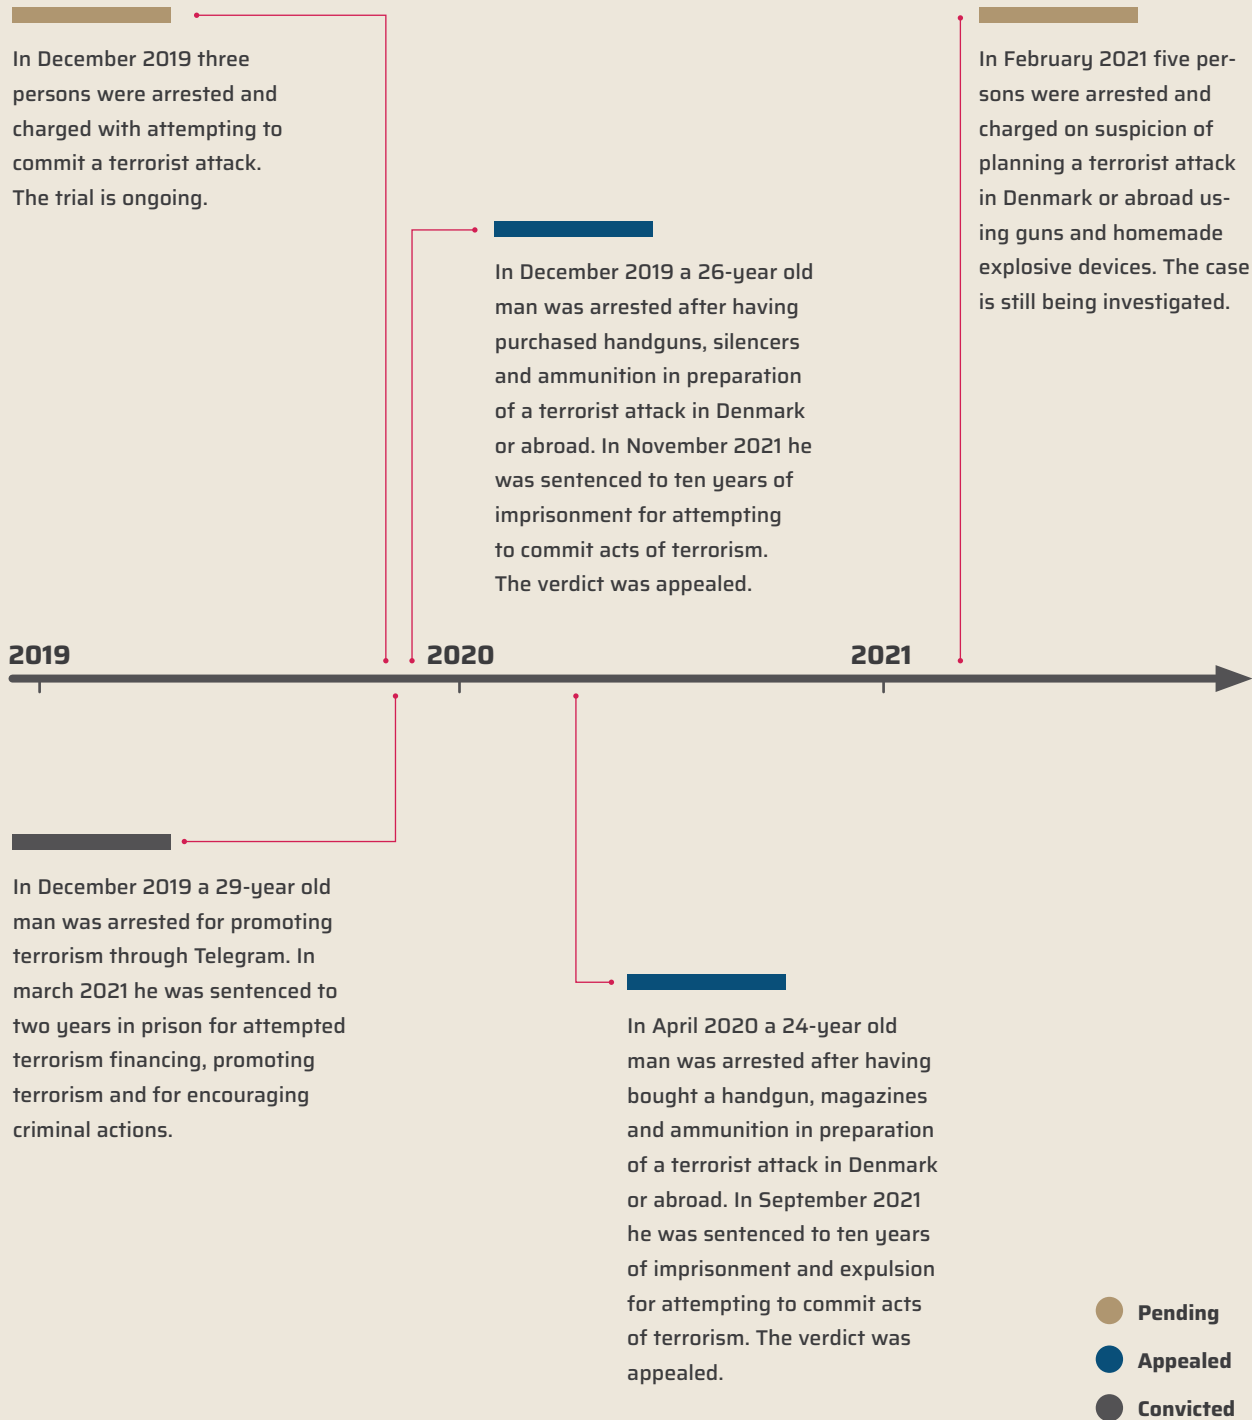 In December 2019 three
persons were arrested and
charged with attempting to
commit a terrorist attack.
The trial is ongoing.
In December 2019 a 26-year old
man was arrested after having
purchased handguns, silencers
and ammunition in preparation
of a terrorist attack in Denmark
or abroad. In November 2021 he
was sentenced to ten years of
imprisonment for attempting
to commit acts of terrorism.
The verdict was appealed.
In February 2021 five per-
sons were arrested and
charged on suspicion of
planning a terrorist attack
in Denmark or abroad us-
ing guns and homemade
explosive devices. The case
is still being investigated.
2019
2020
2021
In December 2019 a 29-year old
man was arrested for promoting
terrorism through Telegram. In
march 2021 he was sentenced to
two years in prison for attempted
terrorism financing, promoting
terrorism and for encouraging
criminal actions.
In April 2020 a 24-year old
man was arrested after having
bought a handgun, magazines
and ammunition in preparation
of a terrorist attack in Denmark
or abroad. In September 2021
he was sentenced to ten years
of imprisonment and expulsion
for attempting to commit acts
of terrorism. The verdict was
appealed.
Pending
Appealed
Convicted